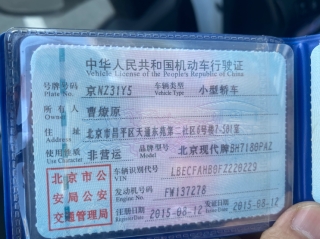 中华人民共和国机动车行驶证
Vehicle License of the People's Republic of China
号牌号码 京NZ31Y5 车辆类型 小型轿车
Plate No. Vehicle Type
所有人 曹燎原
Owner
住址 北京市昌平区天通东苑第二社区6号楼7-501室
Address
使用性质 非营运 品牌型号 北京现代牌BH7180PAZ
Use Character Model
北京市公 车辆识别代号 LBECFAHB0FZ220229
VIN
安局公安 发动机号码 FW137278
Engine No.
交通管理局 注册日期 2015-08-12 发证日期 2015-08-12
Register Date Issue Date